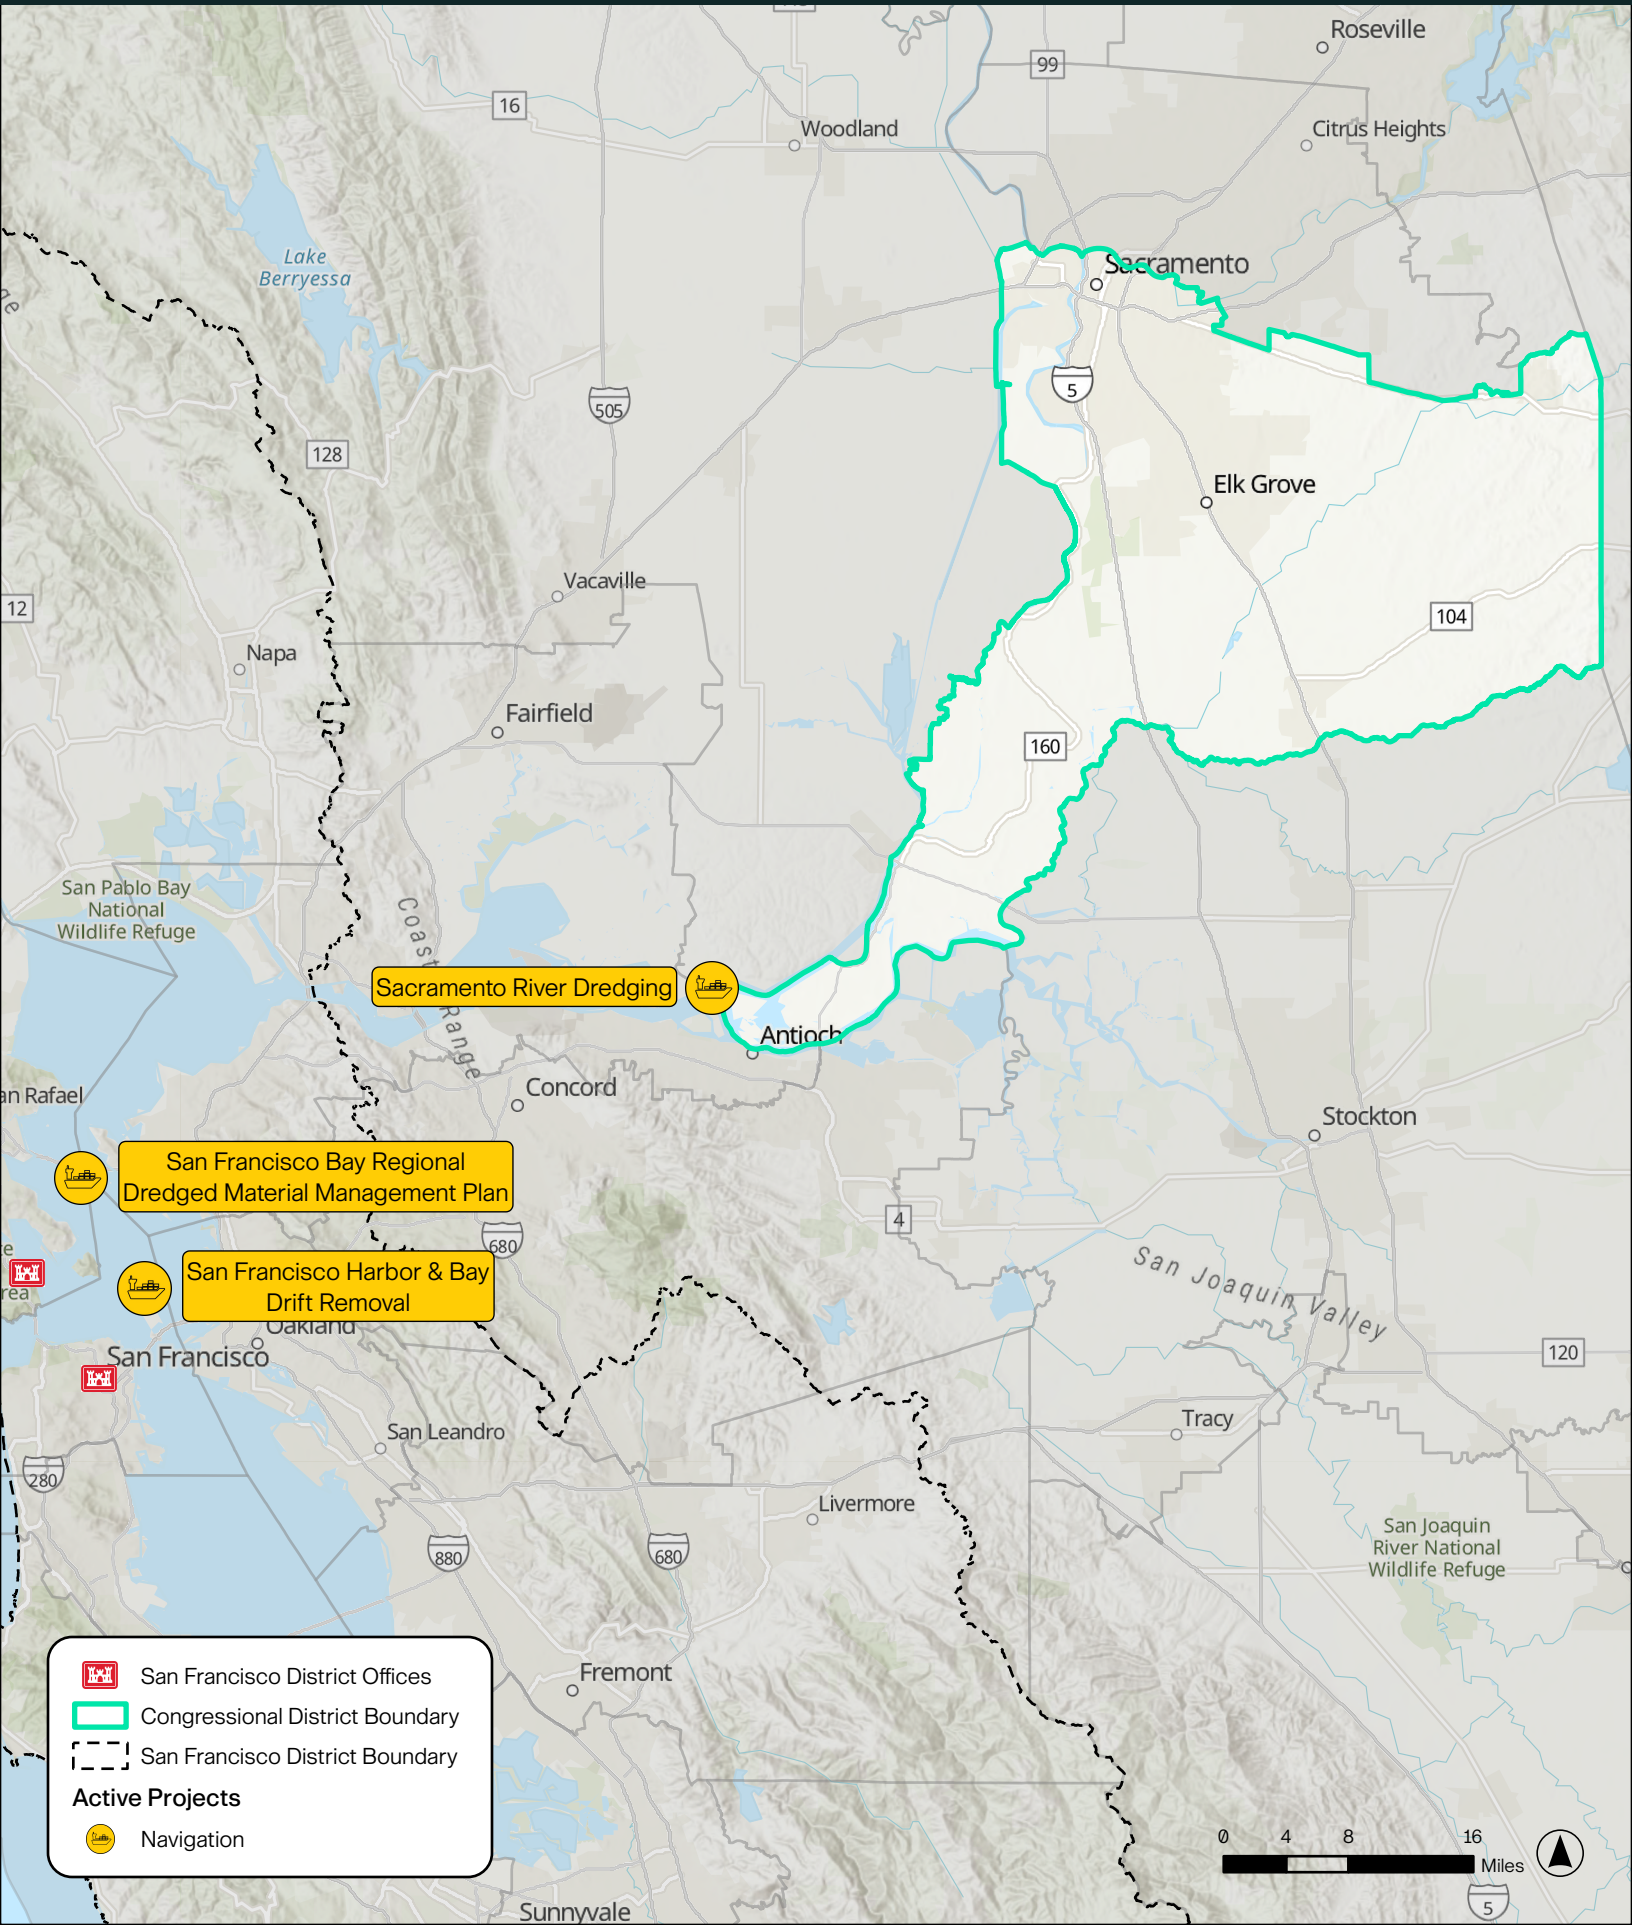 Roseville
99
16
Woodland
Citrus Heights
Lake
Berryessa
Sacramento
5
505
128
Elk Grove
Vacaville
12
104
Napa
Fairfield
160
San Pablo Bay
National
Wildlife Refuge
Coast Range
Sacramento River Dredging
Antioch
Concord
an Rafael
Stockton
San Francisco Bay Regional
Dredged Material Management Plan
4
680
San Joaquin Valley
San Francisco Harbor & Bay
Drift Removal
rea
Oakland
San Francisco
120
San Leandro
Tracy
280
Livermore
San Joaquin
River National
Wildlife Refuge
880
680
Fremont
San Francisco District Offices
Congressional District Boundary
San Francisco District Boundary
Active Projects
Navigation
0 4 8 16
Miles
5
Sunnyvale